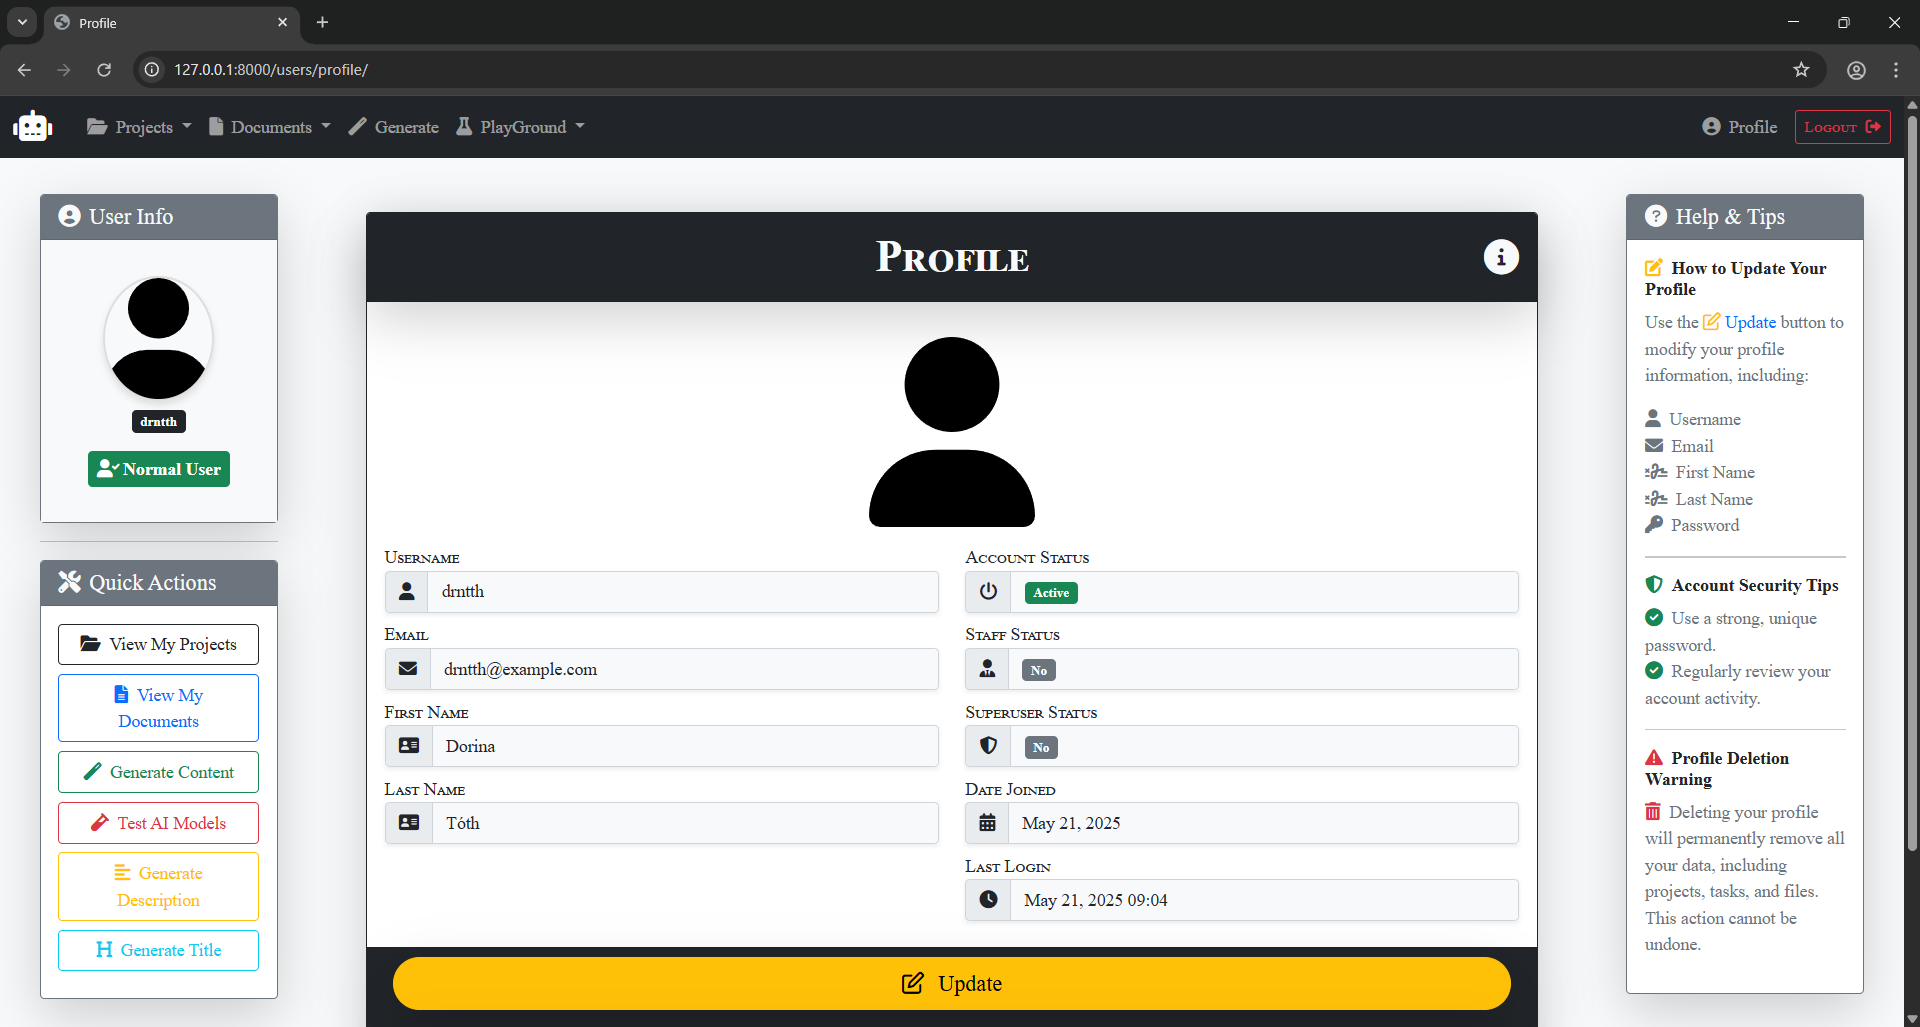 Profile
127.0.0.1:8000/users/profile/
Projects Documents Generate PlayGround Profile Logout
User Info
drntth
Normal User
Quick Actions
View My Projects
View My
Documents
Generate Content
Test AI Models
Generate
Description
Generate Title
Profile
Username
drntth
Email
drntth@example.com
First Name
Dorina
Last Name
Tóth
Account Status
Active
Staff Status
No
Superuser Status
No
Date Joined
May 21, 2025
Last Login
May 21, 2025 09:04
Update
Help & Tips
How to Update Your
Profile
Use the Update button to
modify your profile
information, including:
Username
Email
First Name
Last Name
Password
Account Security Tips
Use a strong, unique
password.
Regularly review your
account activity.
Profile Deletion
Warning
Deleting your profile
will permanently remove all
your data, including
projects, tasks, and files.
This action cannot be
undone.